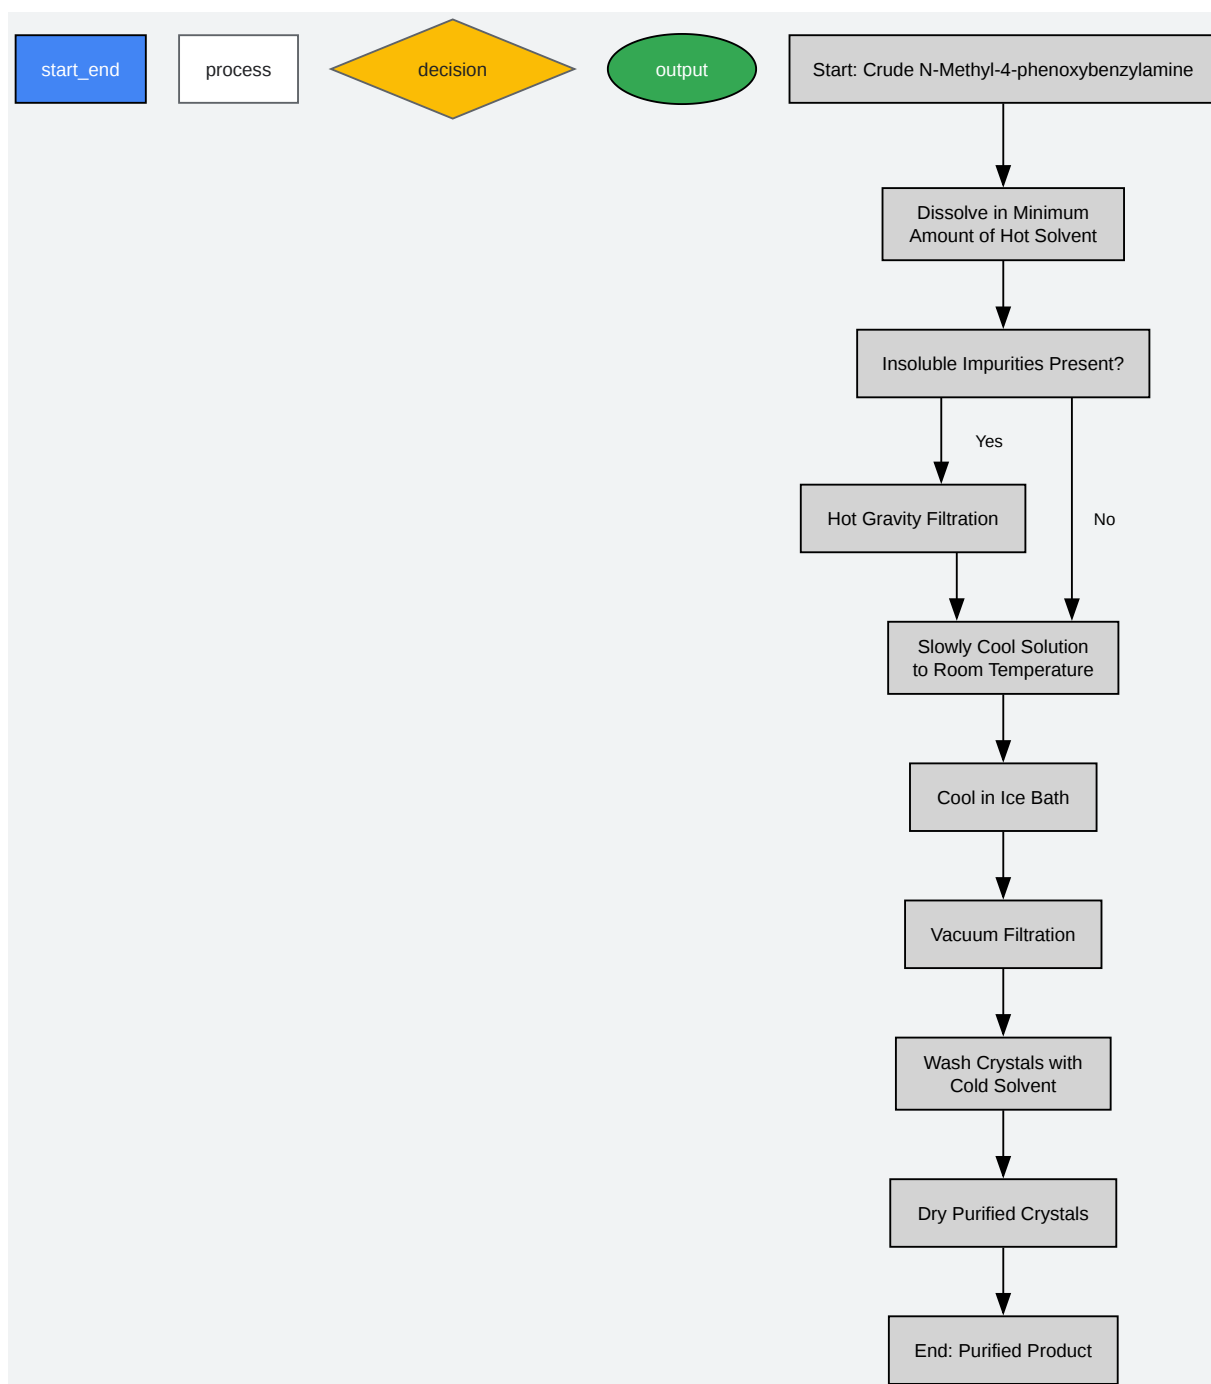 start_end
process
decision
output
Start: Crude N-Methyl-4-phenoxybenzylamine
Dissolve in Minimum
Amount of Hot Solvent
Insoluble Impurities Present?
Yes
Hot Gravity Filtration
No
Slowly Cool Solution
to Room Temperature
Cool in Ice Bath
Vacuum Filtration
Wash Crystals with
Cold Solvent
Dry Purified Crystals
End: Purified Product